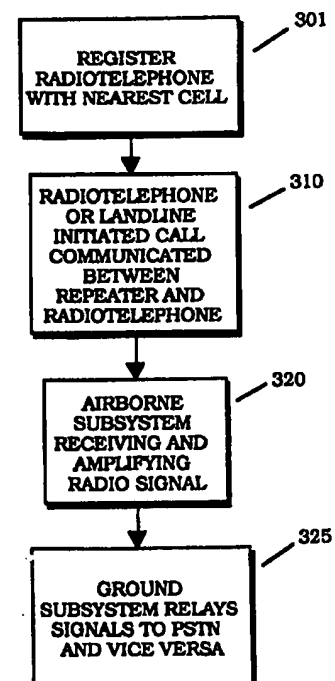 301
REGISTER
RADIOTELEPHONE
WITH NEAREST CELL
310
RADIOTELEPHONE
OR LANDLINE
INITIATED CALL
COMMUNICATED
BETWEEN
REPEATER AND
RADIOTELEPHONE
320
AIRBORNE
SUBSYSTEM
RECEIVING AND
AMPLIFYING
RADIO SIGNAL
325
GROUND
SUBSYSTEM RELAYS
SIGNALS TO PSTN
AND VICE VERSA